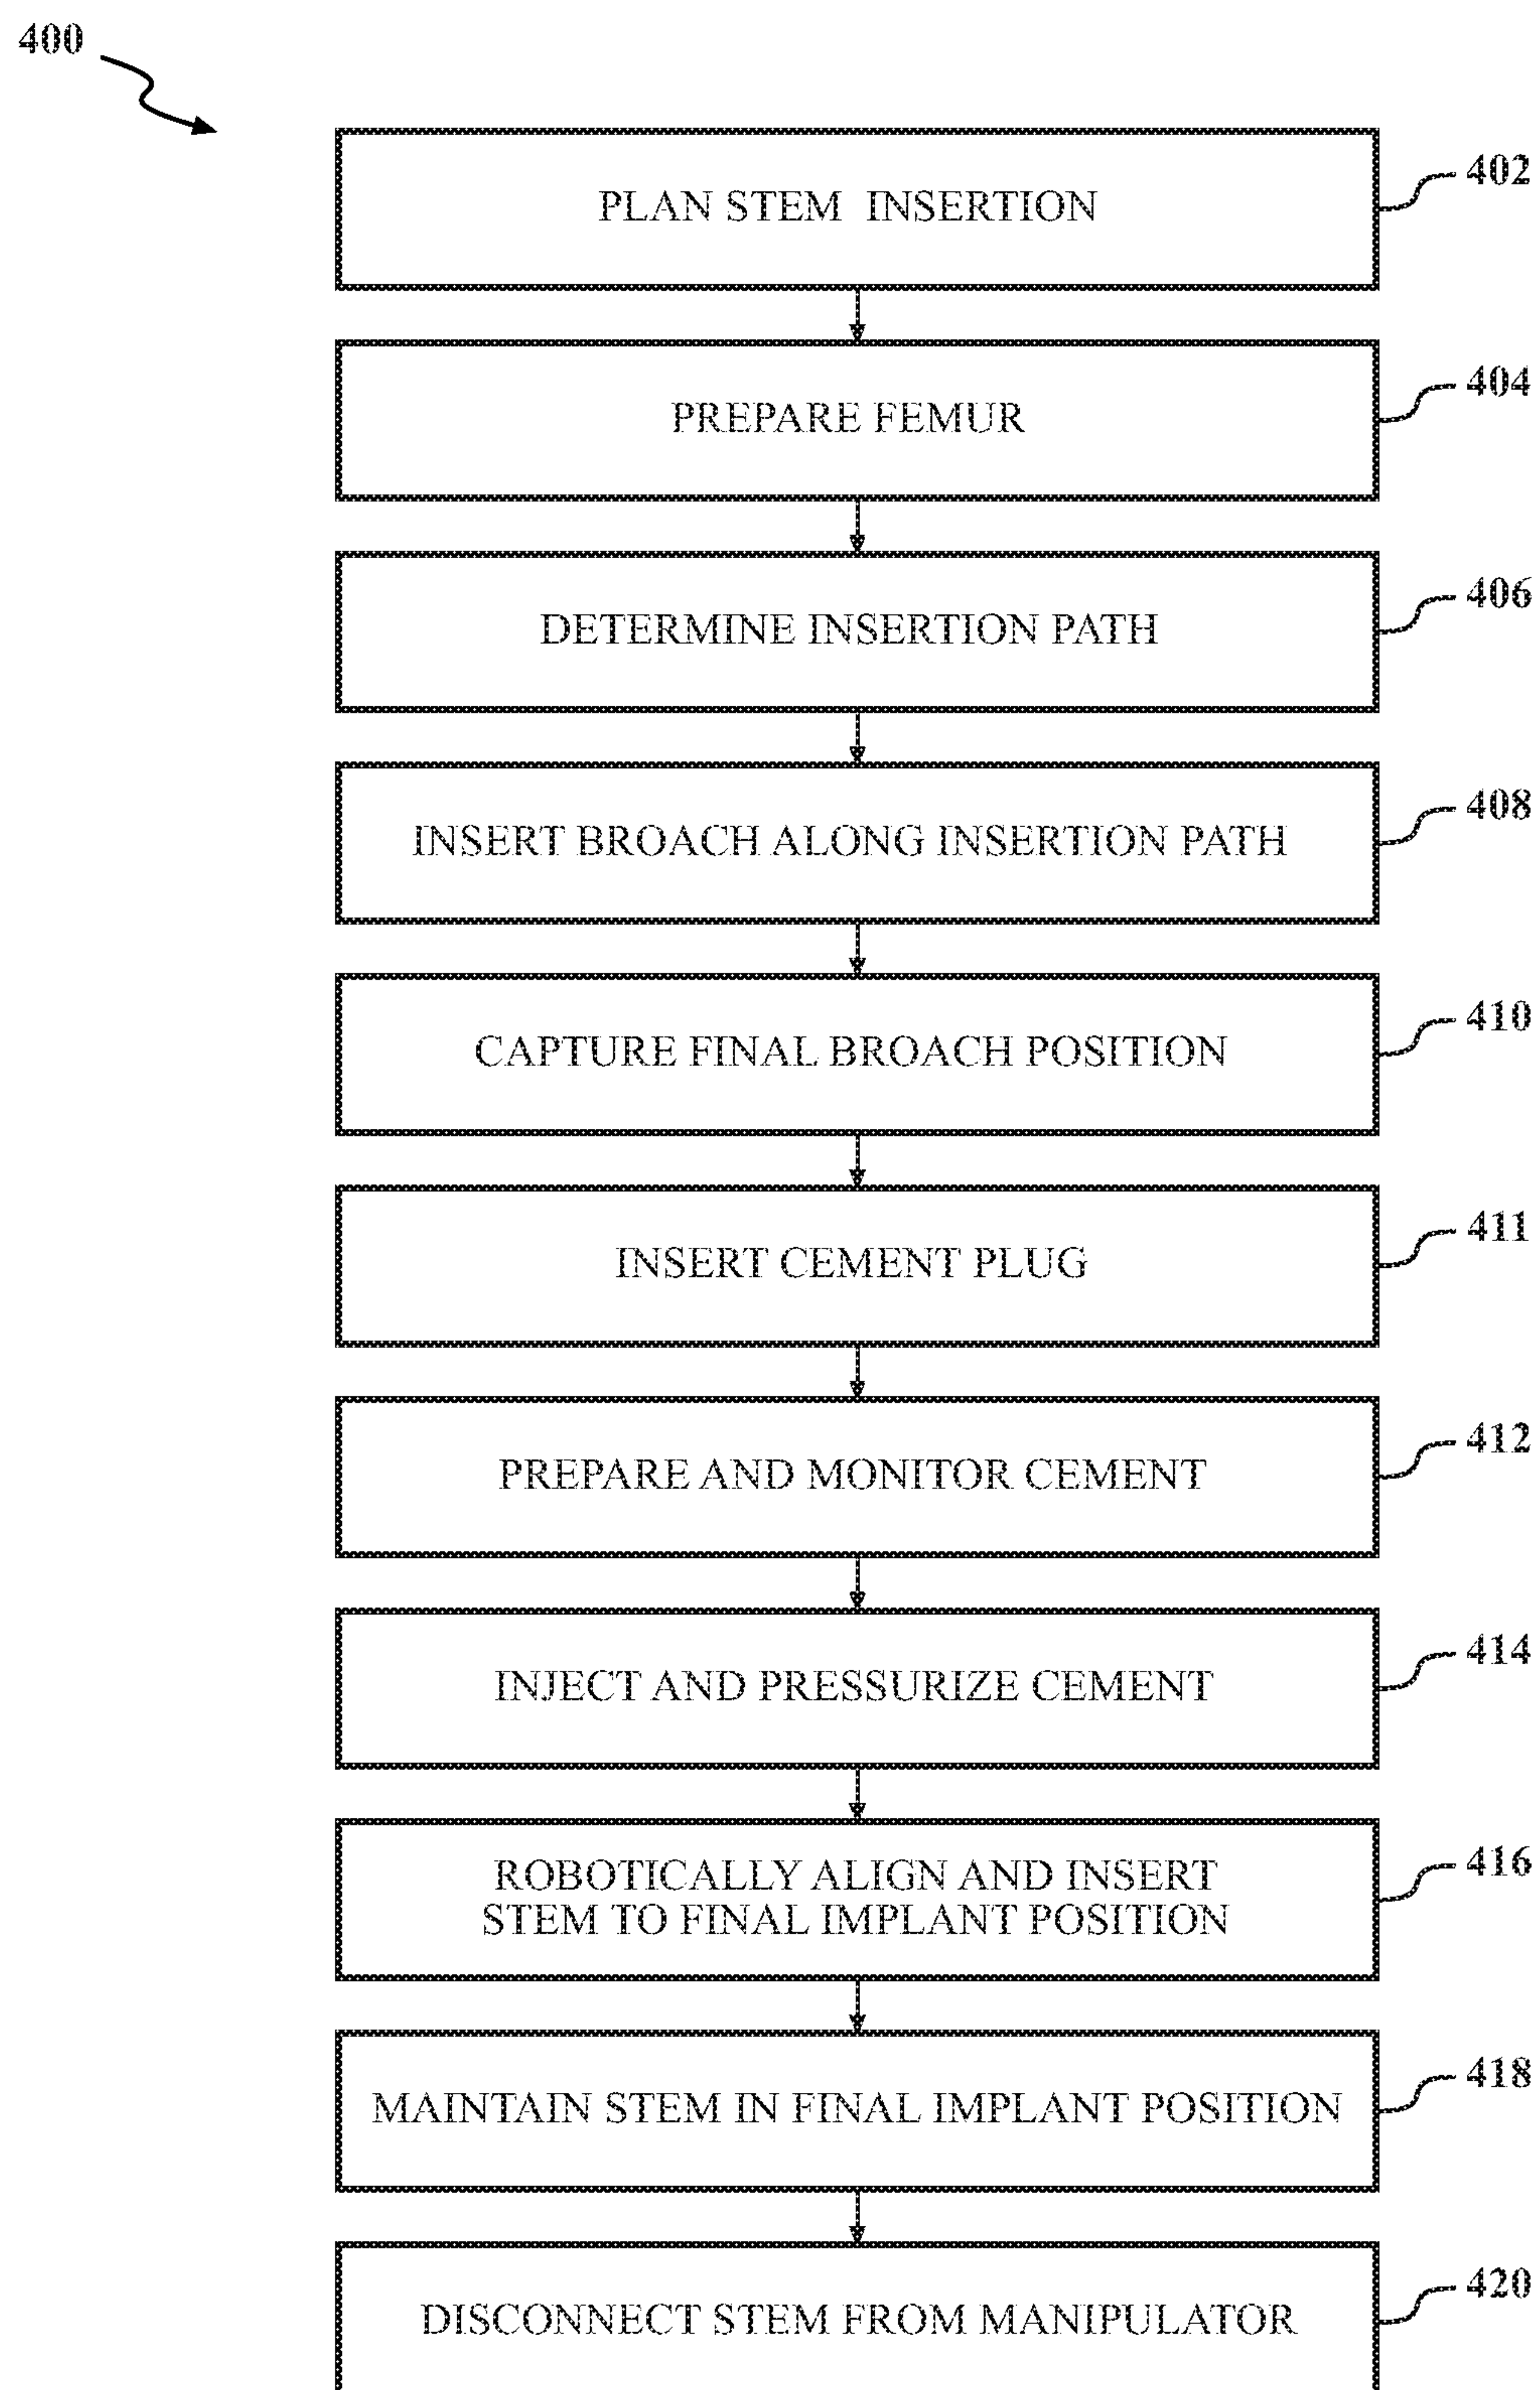 400
PLAN STEM INSERTION
402
PREPARE FEMUR
404
DETERMINE INSERTION PATH
406
INSERT BROACH ALONG INSERTION PATH
408
CAPTURE FINAL BROACH POSITION
410
INSERT CEMENT PLUG
411
PREPARE AND MONITOR CEMENT
412
INJECT AND PRESSURIZE CEMENT
414
ROBOTICALLY ALIGN AND INSERT
STEM TO FINAL IMPLANT POSITION
416
MAINTAIN STEM IN FINAL IMPLANT POSITION
418
DISCONNECT STEM FROM MANIPULATOR
420